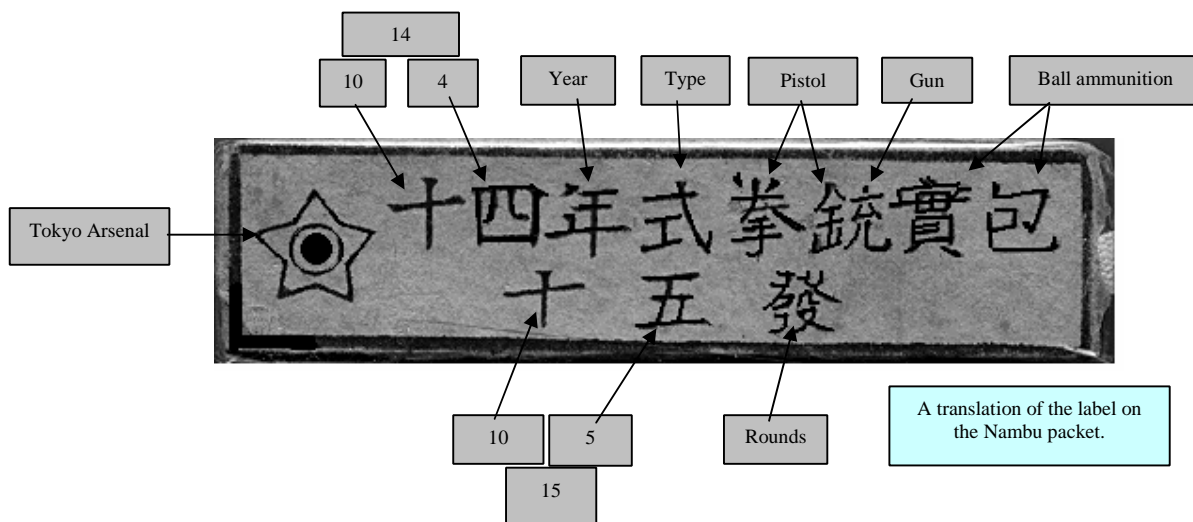 14
10 4 Year Type Pistol Gun Ball ammunition
Tokyo Arsenal
十四年式拳銃實包
十五發
10 5 Rounds
15
A translation of the label on
the Nambu packet.